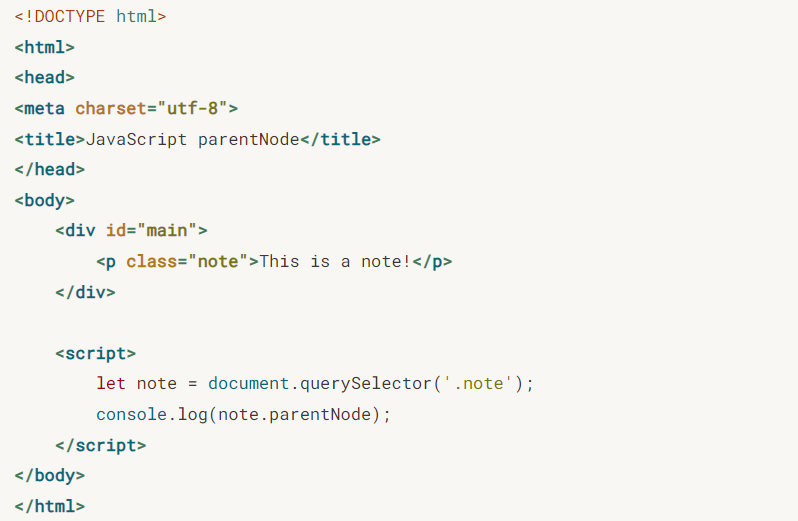 <!DOCTYPE html>
<html>
<head>
<meta charset="utf-8">
<title>JavaScript parentNode</title>
</head>
<body>
    <div id="main">
        <p class="note">This is a note!</p>
    </div>

    <script>
        let note = document.querySelector('.note');
        console.log(note.parentNode);
    </script>
</body>
</html>